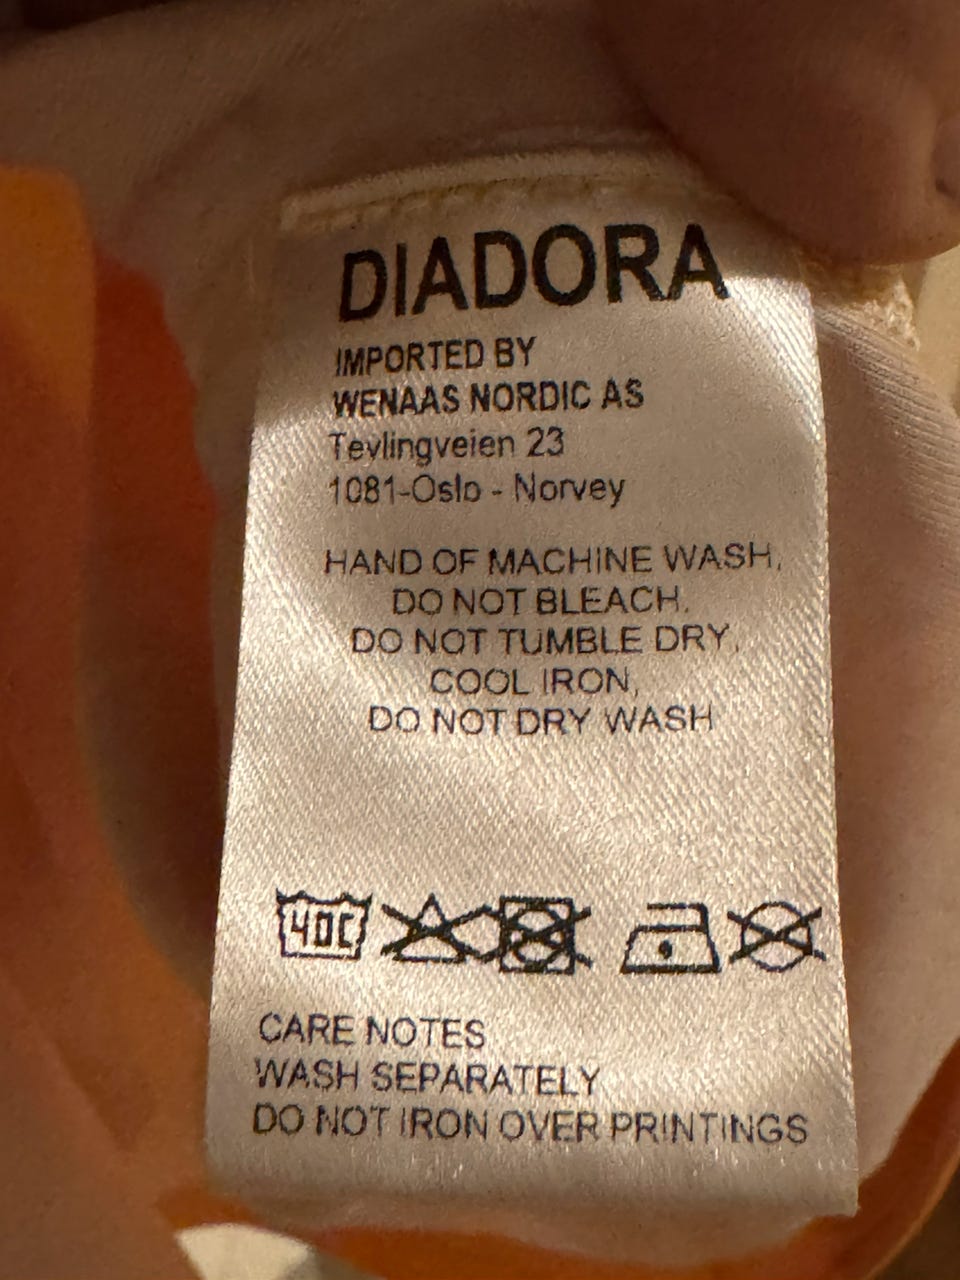 DIADORA
IMPORTED BY
WENAAS NORDIC AS
Tevlingveien 23
1081-Oslo - Norvey
HAND OF MACHINE WASH,
DO NOT BLEACH,
DO NOT TUMBLE DRY,
COOL IRON,
DO NOT DRY WASH
40C
CARE NOTES
WASH SEPARATELY
DO NOT IRON OVER PRINTINGS